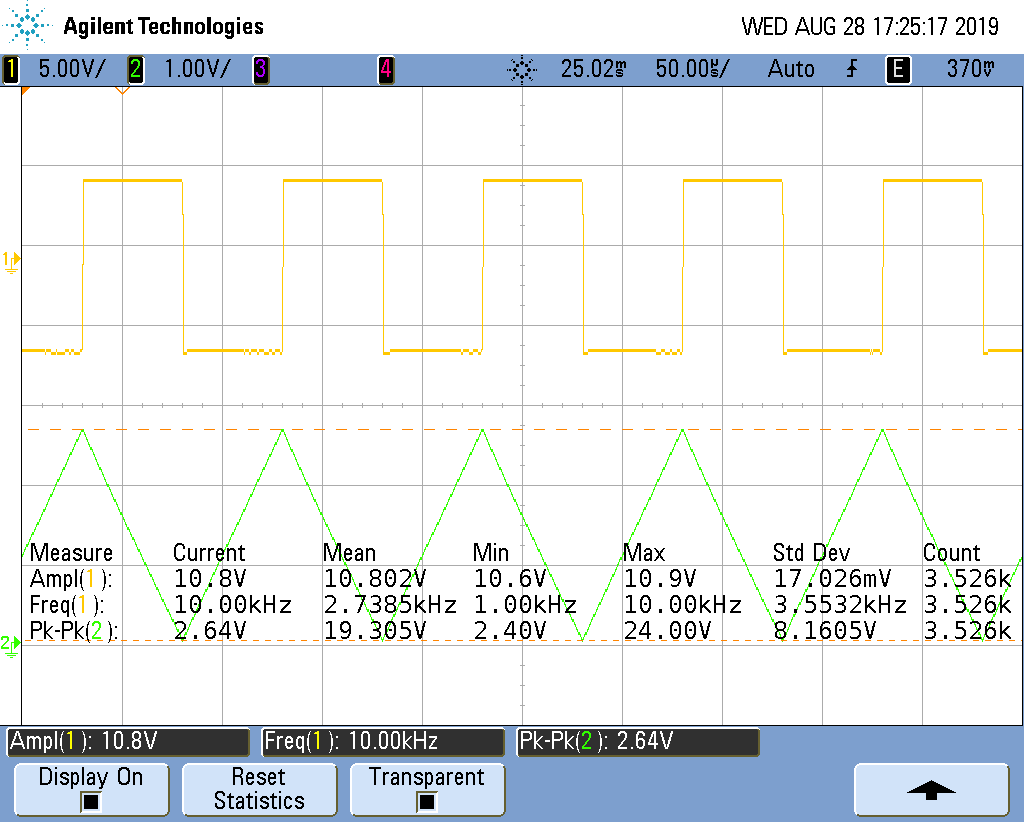 Agilent Technologies WED AUG 28 17:25:17 2019
1 5.00V/ 2 1.00V/ 3 4 25.02ms 50.00µs/ Auto E 370mV
1
Measure Current Mean Min Max Std Dev Count
Ampl(1): 10.8V 10.802V 10.6V 10.9V 17.026mV 3.526k
Freq(1): 10.00kHz 2.7385kHz 1.00kHz 10.00kHz 3.5532kHz 3.526k
Pk-Pk(2): 2.64V 19.305V 2.40V 24.00V 8.1605V 3.526k
2
Ampl(1): 10.8V Freq(1): 10.00kHz Pk-Pk(2): 2.64V
Display On Reset Statistics Transparent